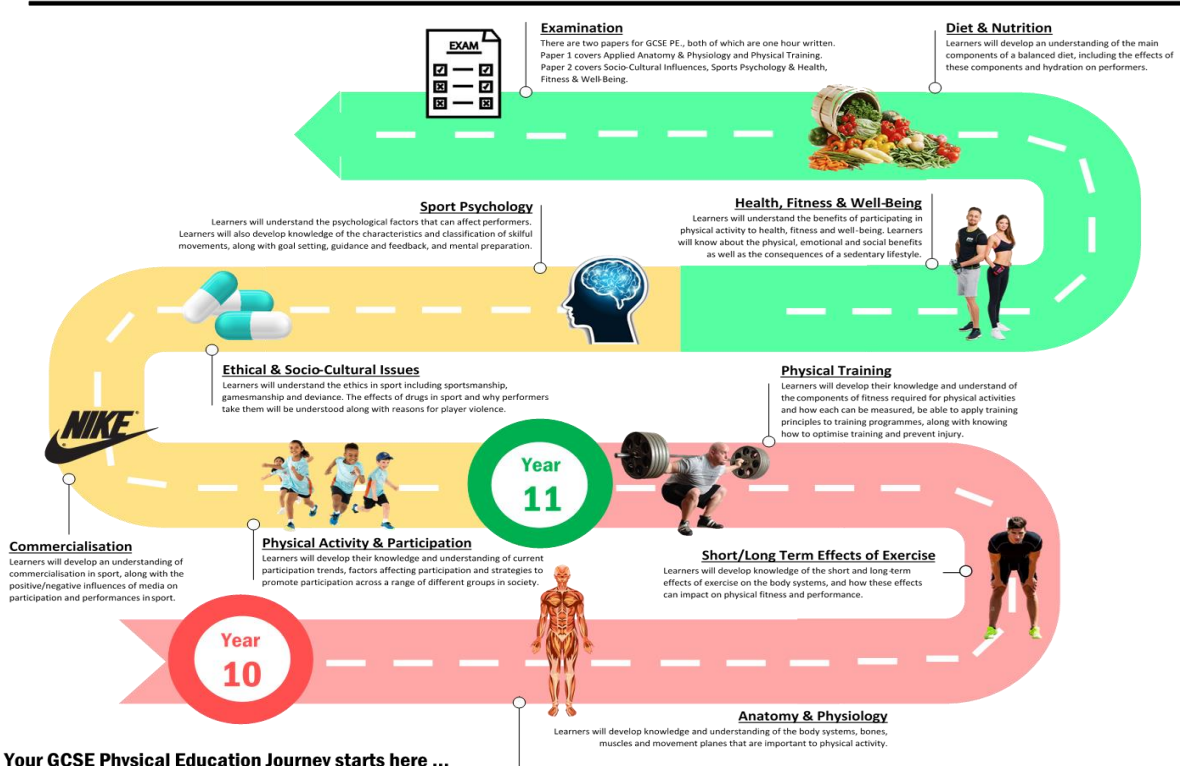 Examination
There are two papers for GCSE PE., both of which are one hour written.
Paper 1 covers Applied Anatomy & Physiology and Physical Training.
Paper 2 covers Socio-Cultural Influences, Sports Psychology & Health,
Fitness & Well-Being.
EXAM
Diet & Nutrition
Learners will develop an understanding of the main
components of a balanced diet, including the effects of
these components and hydration on performers.
Sport Psychology
Learners will understand the psychological factors that can affect performers.
Learners will also develop knowledge of the characteristics and classification of skilful
movements, along with goal setting, guidance and feedback, and mental preparation.
Health, Fitness & Well-Being
Learners will understand the benefits of participating in
physical activity to health, fitness and well-being. Learners
will know about the physical, emotional and social benefits
as well as the consequences of a sedentary lifestyle.
Ethical & Socio-Cultural Issues
Learners will understand the ethics in sport including sportsmanship,
gamesmanship and deviance. The effects of drugs in sport and why performers
take them will be understood along with reasons for player violence.
Physical Training
Learners will develop their knowledge and understand of
the components of fitness required for physical activities
and how each can be measured, be able to apply training
principles to training programmes, along with knowing
how to optimise training and prevent injury.
NIKE
Year
11
Commercialisation
Learners will develop an understanding of
commercialisation in sport, along with the
positive/negative influences of media on
participation and performances in sport.
Physical Activity & Participation
Learners will develop their knowledge and understanding of current
participation trends, factors affecting participation and strategies to
promote participation across a range of different groups in society.
Short/Long Term Effects of Exercise
Learners will develop knowledge of the short and long-term
effects of exercise on the body systems, and how these effects
can impact on physical fitness and performance.
Year
10
Anatomy & Physiology
Learners will develop knowledge and understanding of the body systems, bones,
muscles and movement planes that are important to physical activity.
Your GCSE Physical Education Journey starts here ...